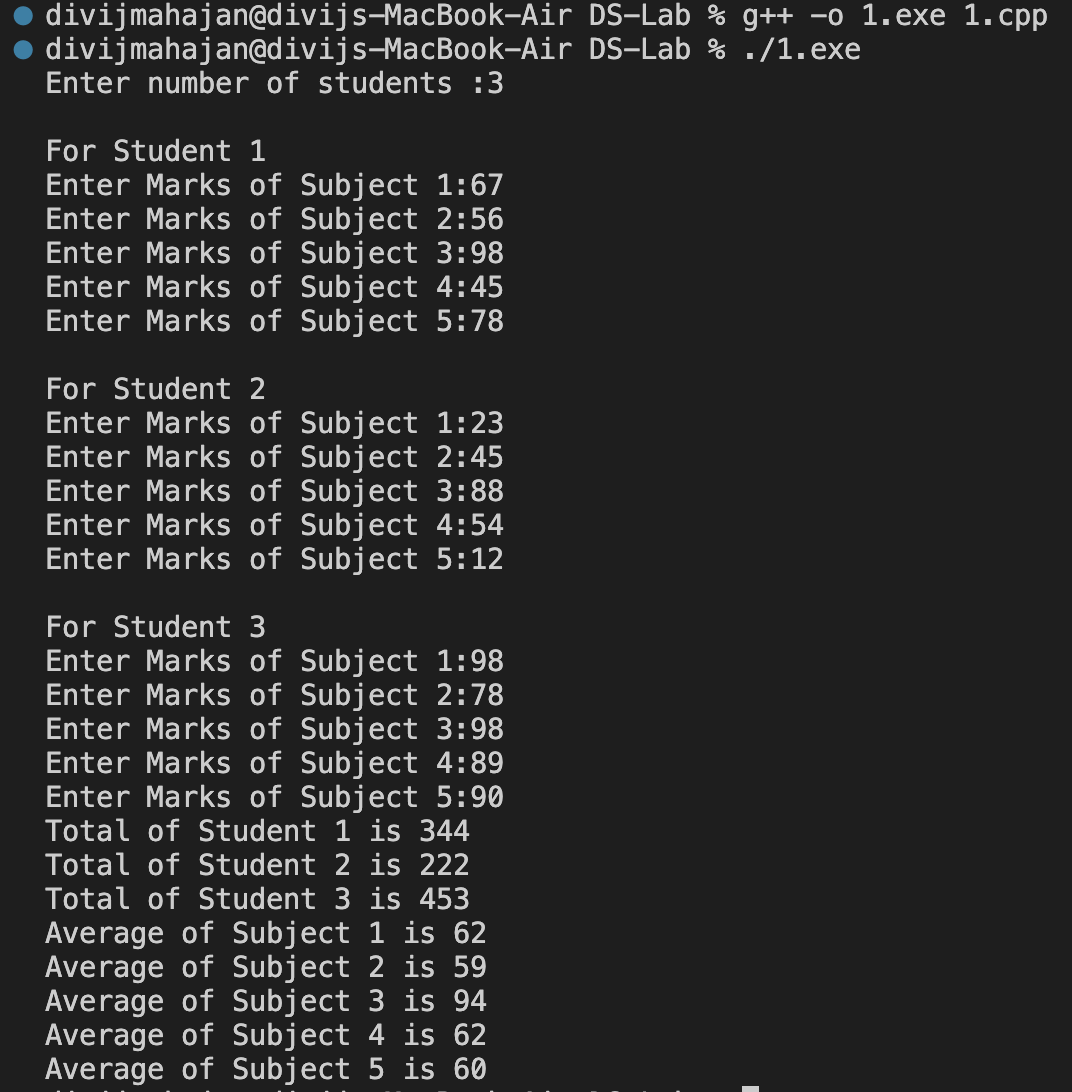 divijmahajan@divijs-MacBook-Air DS-Lab % g++ -o 1.exe 1.cpp
divijmahajan@divijs-MacBook-Air DS-Lab % ./1.exe
Enter number of students :3
For Student 1
Enter Marks of Subject 1:67
Enter Marks of Subject 2:56
Enter Marks of Subject 3:98
Enter Marks of Subject 4:45
Enter Marks of Subject 5:78
For Student 2
Enter Marks of Subject 1:23
Enter Marks of Subject 2:45
Enter Marks of Subject 3:88
Enter Marks of Subject 4:54
Enter Marks of Subject 5:12
For Student 3
Enter Marks of Subject 1:98
Enter Marks of Subject 2:78
Enter Marks of Subject 3:98
Enter Marks of Subject 4:89
Enter Marks of Subject 5:90
Total of Student 1 is 344
Total of Student 2 is 222
Total of Student 3 is 453
Average of Subject 1 is 62
Average of Subject 2 is 59
Average of Subject 3 is 94
Average of Subject 4 is 62
Average of Subject 5 is 60